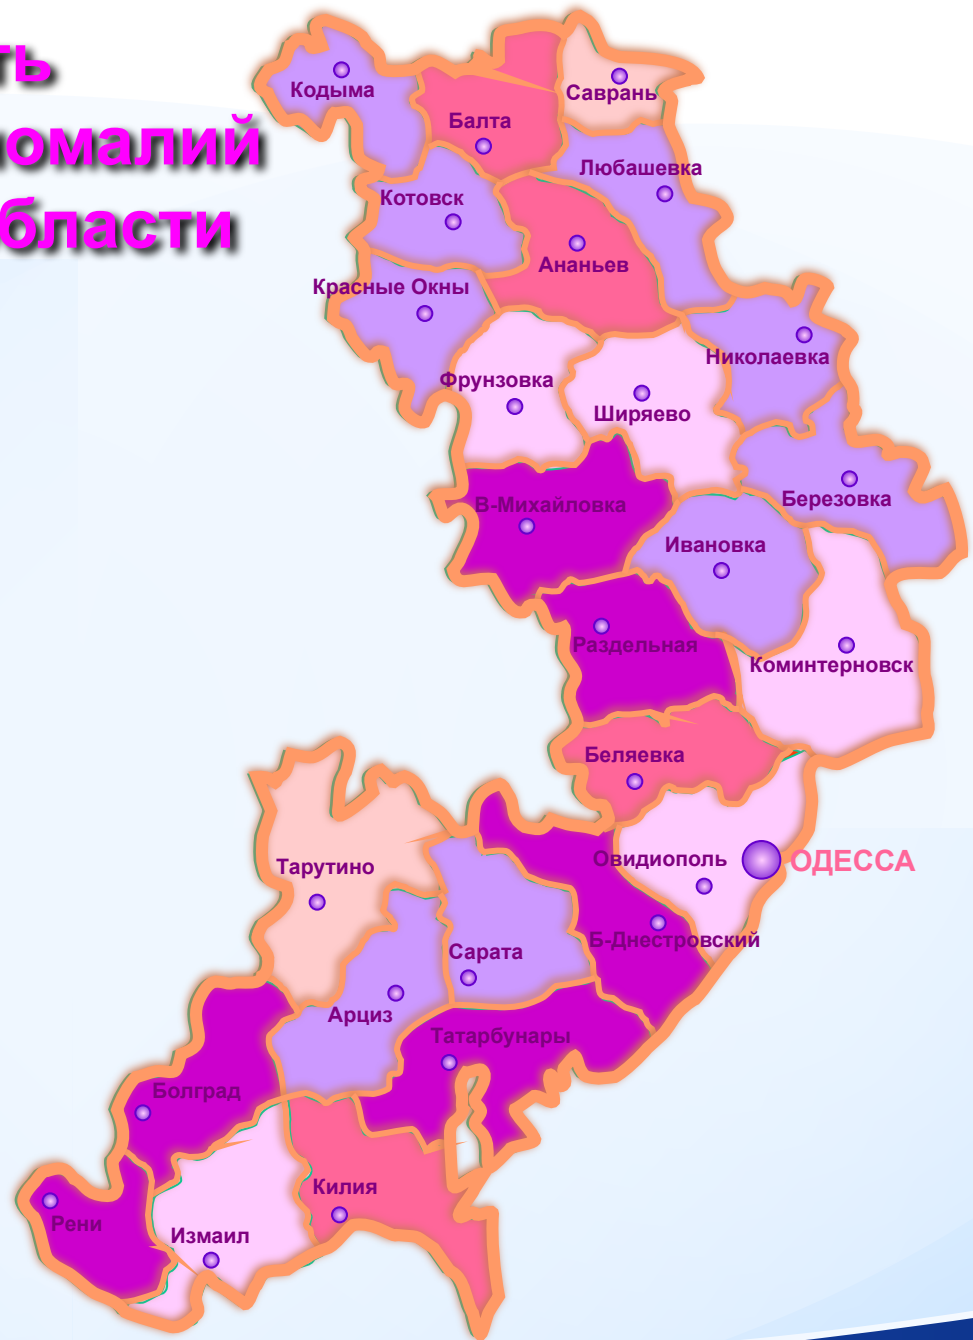 ть
номалий
бласти
Кодыма
Саврань
Балта
Любашевка
Котовск
Ананьев
Красные Окны
Николаевка
Фрунзовка
Ширяево
В-Михайловка
Березовка
Ивановка
Раздельная
Коминтерновск
Беляевка
Овидиополь
ОДЕССА
Тарутино
Б-Днестровский
Сарата
Арциз
Татарбунары
Болград
Килия
Рени
Измаил